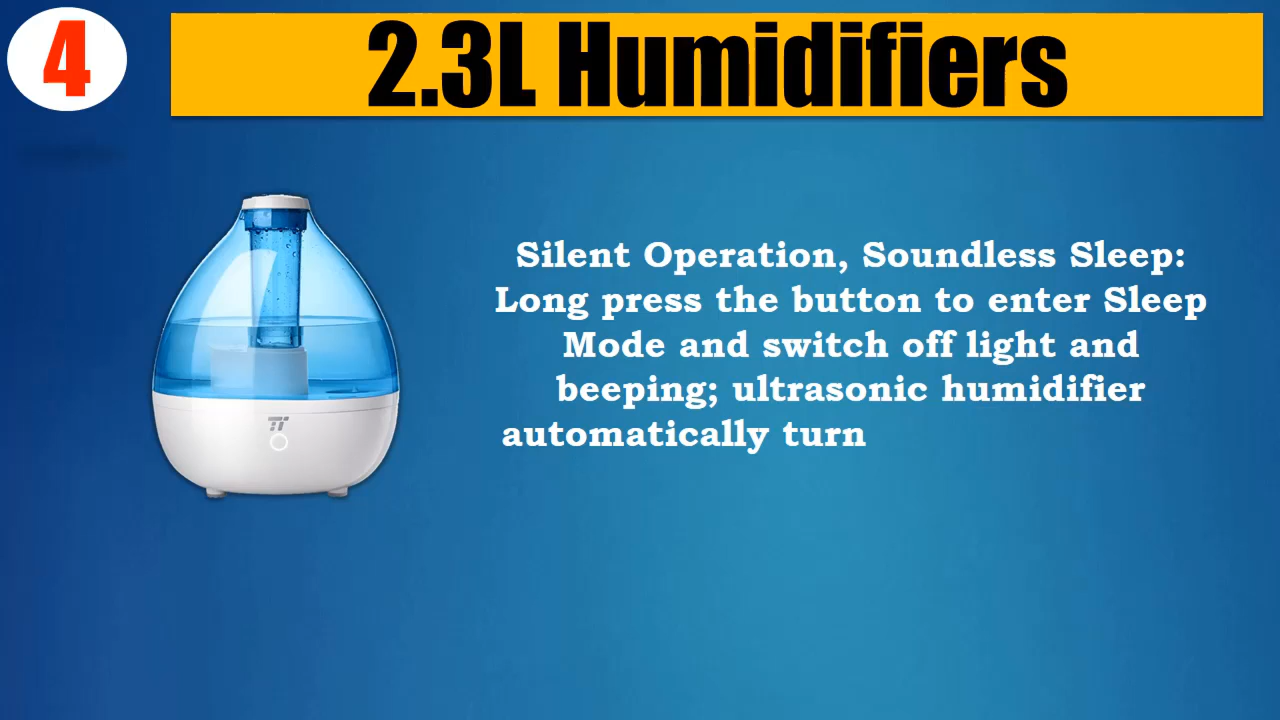 4
2.3L Humidifiers
Silent Operation, Soundless Sleep:
Long press the button to enter Sleep
Mode and switch off light and
beeping; ultrasonic humidifier
automatically turn